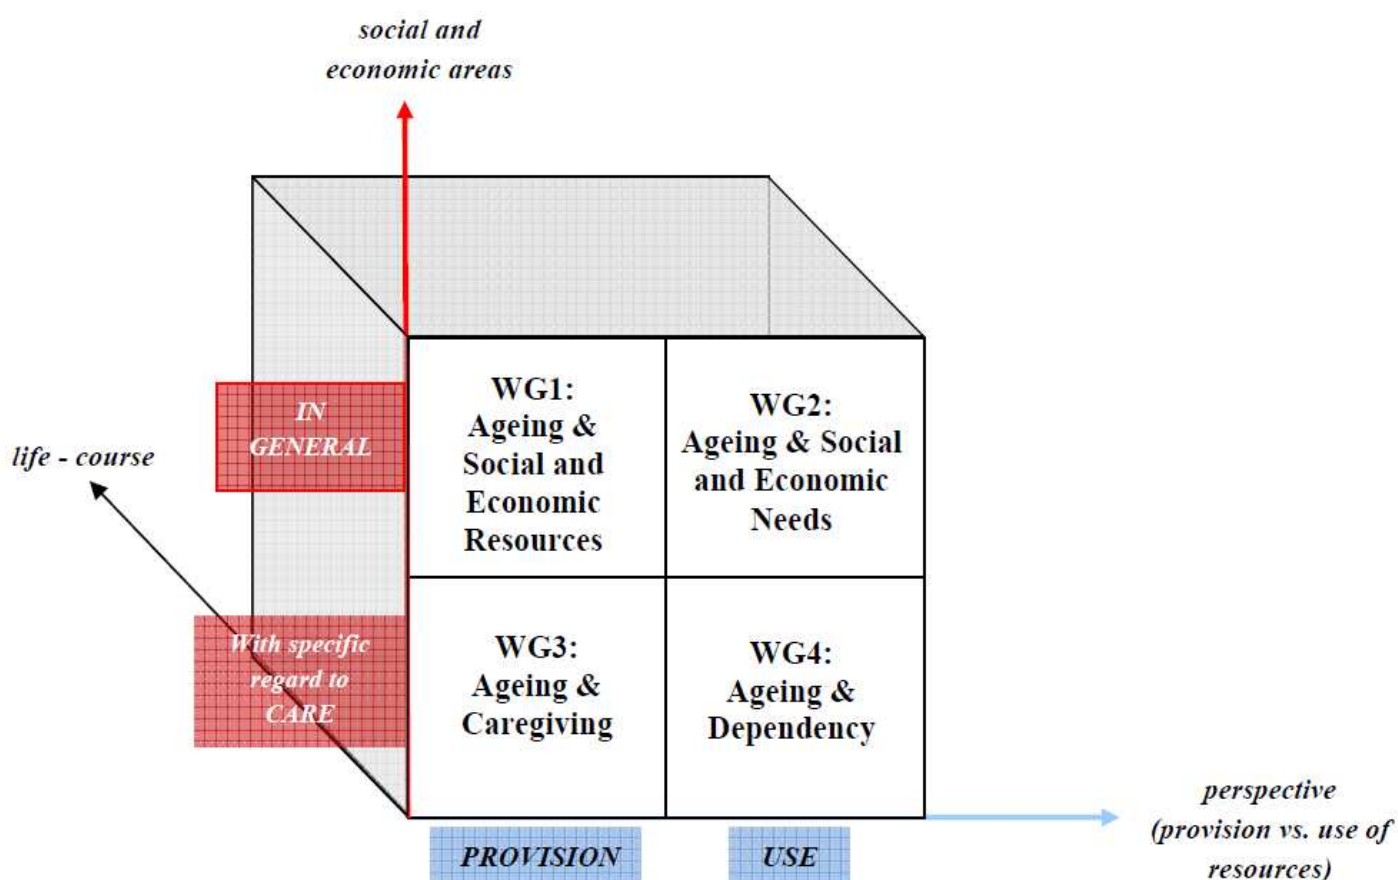 social and
economic areas
IN
GENERAL
WG1:
Ageing &
Social and
Economic
Resources
WG2:
Ageing & Social
and Economic
Needs
life - course
With specific
regard to
CARE
WG3:
Ageing &
Caregiving
WG4:
Ageing &
Dependency
PROVISION
USE
perspective
(provision vs. use of
resources)